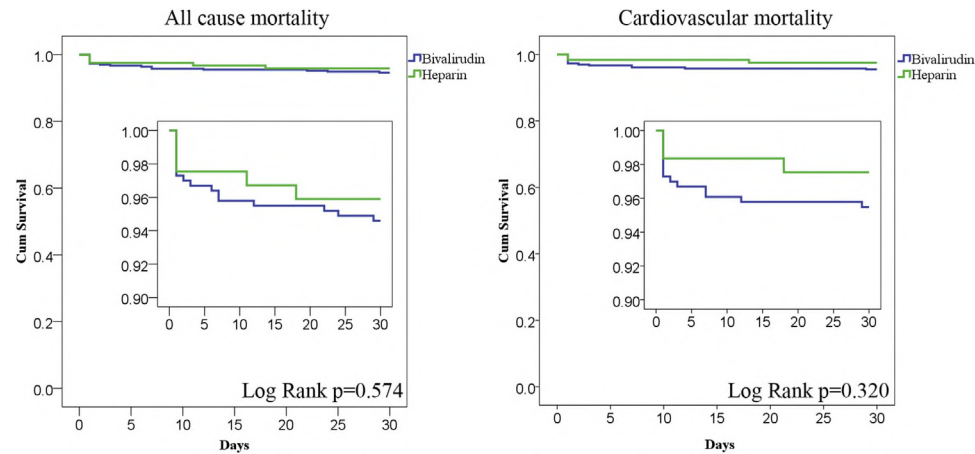 All cause mortality
1.0
0.8
0.6
0.4
0.2
0.0
Cum Survival
Bivalirudin
Heparin
1.00
0.98
0.96
0.94
0.92
0.90
0 5 10 15 20 25 30
Log Rank p=0.574
0 5 10 15 20 25 30
Days
Cardiovascular mortality
1.0
0.8
0.6
0.4
0.2
0.0
Cum Survival
Bivalirudin
Heparin
1.00
0.98
0.96
0.94
0.92
0.90
0 5 10 15 20 25 30
Log Rank p=0.320
0 5 10 15 20 25 30
Days